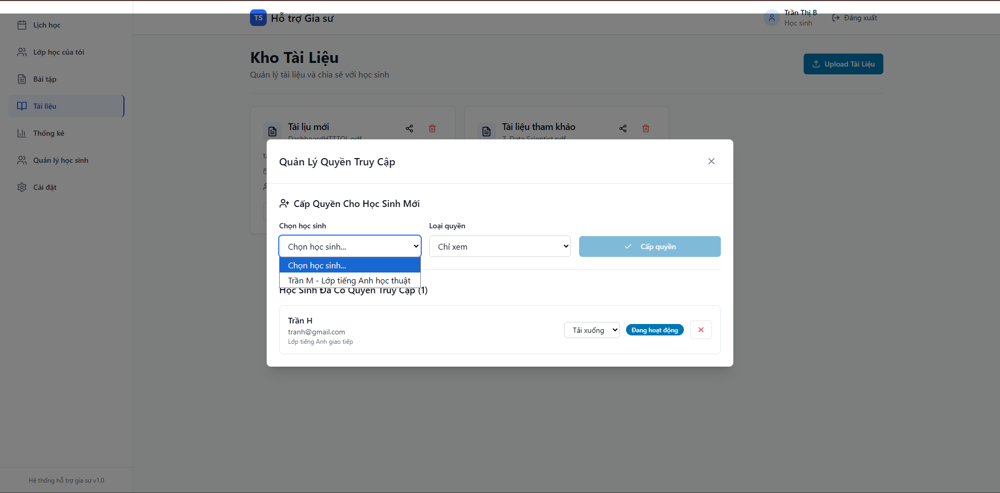 Lịch học
Lớp học của tôi
Bài tập
Tài liệu
Thống kê
Quản lý học sinh
Cài đặt
Hệ thống hỗ trợ gia sư v1.0
TS
Hỗ trợ Gia sư
Trần Thị B
Học sinh
Đăng xuất
Kho Tài Liệu
Quản lý tài liệu và chia sẻ với học sinh
Upload Tài Liệu
Tài lịu mới
DashboardHTTTQL.pdf
Tài liệu tham khảo
7. Data Scientist.pdf
Quản Lý Quyền Truy Cập
Cấp Quyền Cho Học Sinh Mới
Chọn học sinh
Chọn học sinh...
Chọn học sinh...
Trần M - Lớp tiếng Anh học thuật
Loại quyền
Chỉ xem
Cấp quyền
Học Sinh Đã Có Quyền Truy Cập (1)
Trần H
tranh@gmail.com
Lớp tiếng Anh giao tiếp
Tải xuống
Đang hoạt động